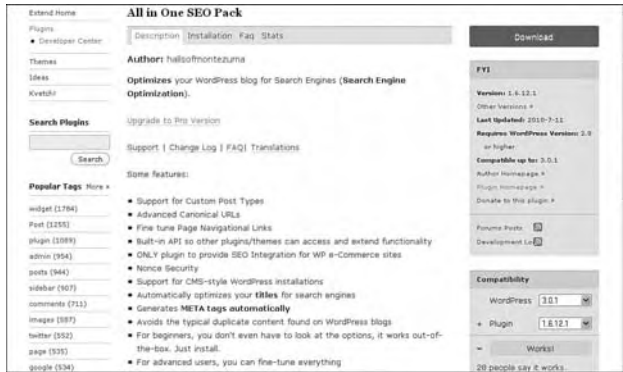 Extend Home
Plugins
• Developer Center
Themes
Ideas
Kvetch!
Search Plugins
Search
Popular Tags More »
widget (1784)
Post (1255)
plugin (1089)
admin (954)
posts (944)
sidebar (907)
comments (711)
images (597)
twitter (552)
page (535)
google (534)
All in One SEO Pack
Description Installation Faq Stats
Author: hallsofmontezuma
Optimizes your WordPress blog for Search Engines (Search Engine
Optimization).
Upgrade to Pro Version
Support | Change Log | FAQ| Translations
Some features:
• Support for Custom Post Types
• Advanced Canonical URLs
• Fine tune Page Navigational Links
• Built-in API so other plugins/themes can access and extend functionality
• ONLY plugin to provide SEO Integration for WP e-Commerce sites
• Nonce Security
• Support for CMS-style WordPress installations
• Automatically optimizes your titles for search engines
• Generates META tags automatically
• Avoids the typical duplicate content found on WordPress blogs
• For beginners, you don't even have to look at the options, it works out-of-
the-box. Just install.
• For advanced users, you can fine-tune everything
Download
FYI
Version: 1.6.12.1
Other Versions »
Last Updated: 2010-7-11
Requires WordPress Version: 2.8
or higher
Compatible up to: 3.0.1
Author Homepage »
Plugin Homepage »
Donate to this plugin »
Forums Posts
Development Lo
Compatibility
WordPress 3.0.1
+ Plugin 1.6.12.1
= Works!
20 people say it works.